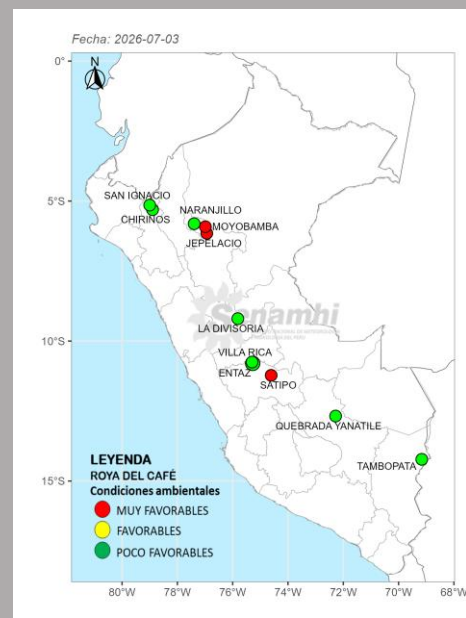 Fecha: 2026-07-03
N
0°
5°S
10°S
15°S
SAN IGNACIO
CHIRINOS
NARANJILLO
MOYOBAMBA
JEPELACIO
Senamhi
LA DIVISORIA
VILLA RICA
ENTAZ
SATIPO
QUEBRADA YANATILE
TAMBOPATA
LEYENDA
ROYA DEL CAFÉ
Condiciones ambientales
MUY FAVORABLES
FAVORABLES
POCO FAVORABLES
80°W 78°W 76°W 74°W 72°W 70°W 68°W